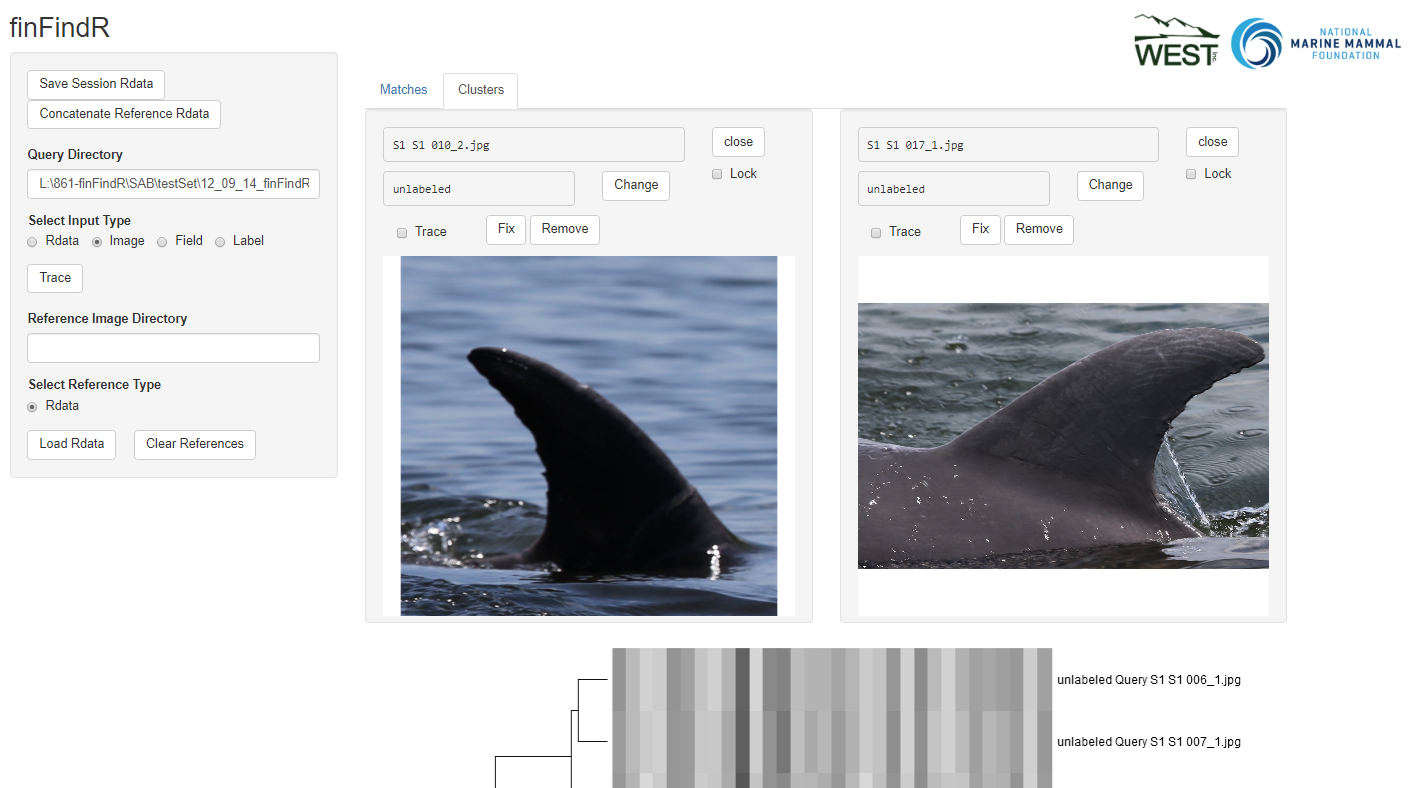 finFindR
WEST Inc.
NATIONAL
MARINE MAMMAL
FOUNDATION
Save Session Rdata
Concatenate Reference Rdata
Query Directory
L:\861-finFindR\SAB\testSet\12_09_14_finFindR
Select Input Type
Rdata Image Field Label
Trace
Reference Image Directory
Select Reference Type
Rdata
Load Rdata Clear References
Matches Clusters
S1 S1 010_2.jpg close
Lock
unlabeled Change
Trace Fix Remove
S1 S1 017_1.jpg close
Lock
unlabeled Change
Trace Fix Remove
unlabeled Query S1 S1 006_1.jpg
unlabeled Query S1 S1 007_1.jpg